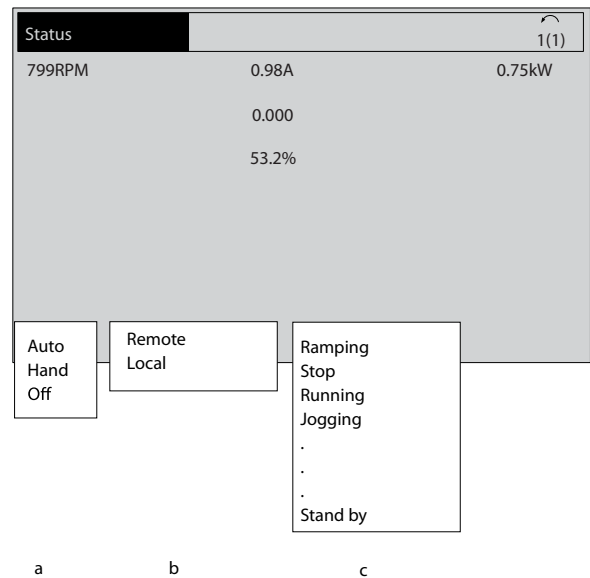 Status
1(1)
799RPM 0.98A 0.75kW
0.000
53.2%
Auto
Hand
Off
Remote
Local
Ramping
Stop
Running
Jogging
.
.
.
Stand by
a b c